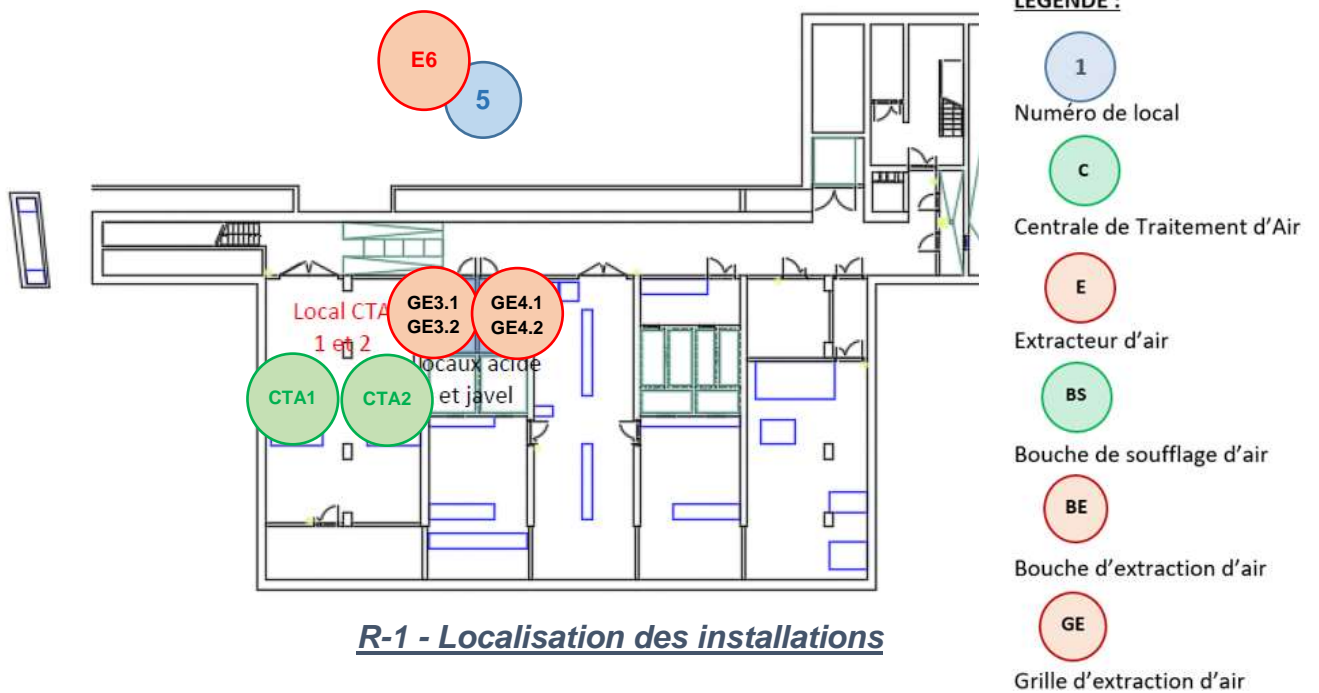 LEGENDE :
E6
5
1
Numéro de local
C
Centrale de Traitement d'Air
E
Extracteur d'air
BS
Bouche de soufflage d'air
BE
Bouche d'extraction d'air
GE
Grille d'extraction d'air
Local CTA
1 et 2
GE3.1
GE3.2
GE4.1
GE4.2
locaux acide
et javel
CTA1
CTA2
R-1 - Localisation des installations